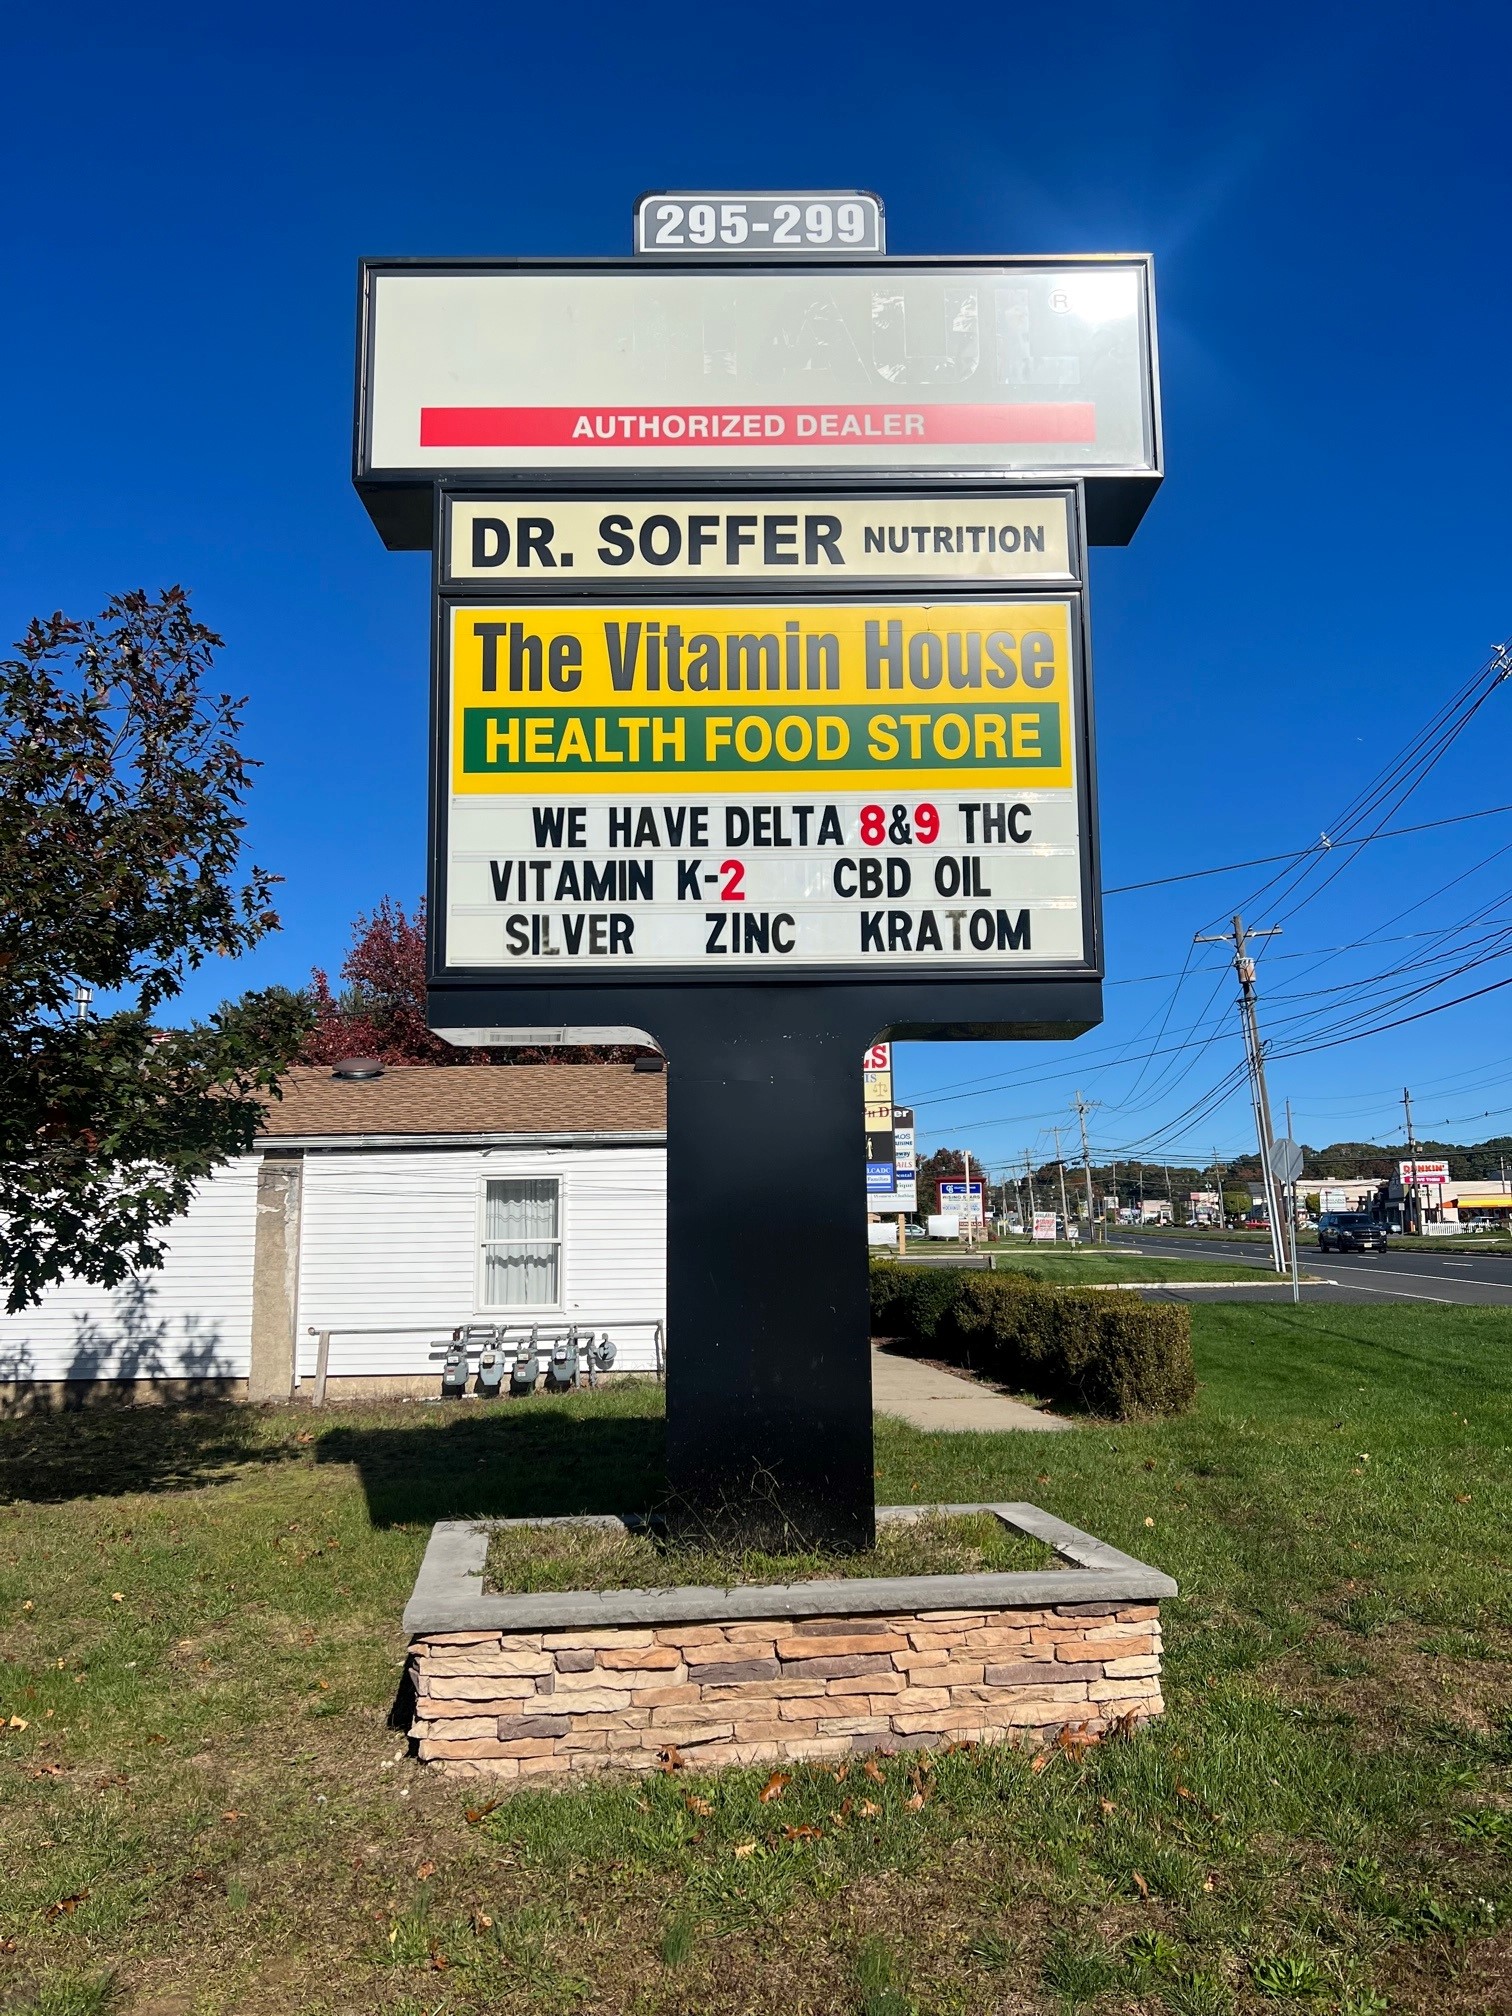 295-299
®
AUTHORIZED DEALER
DR. SOFFER NUTRITION
The Vitamin House
HEALTH FOOD STORE
WE HAVE DELTA 8&9 THC
VITAMIN K-2 CBD OIL
SILVER ZINC KRATOM
DUNKIN'